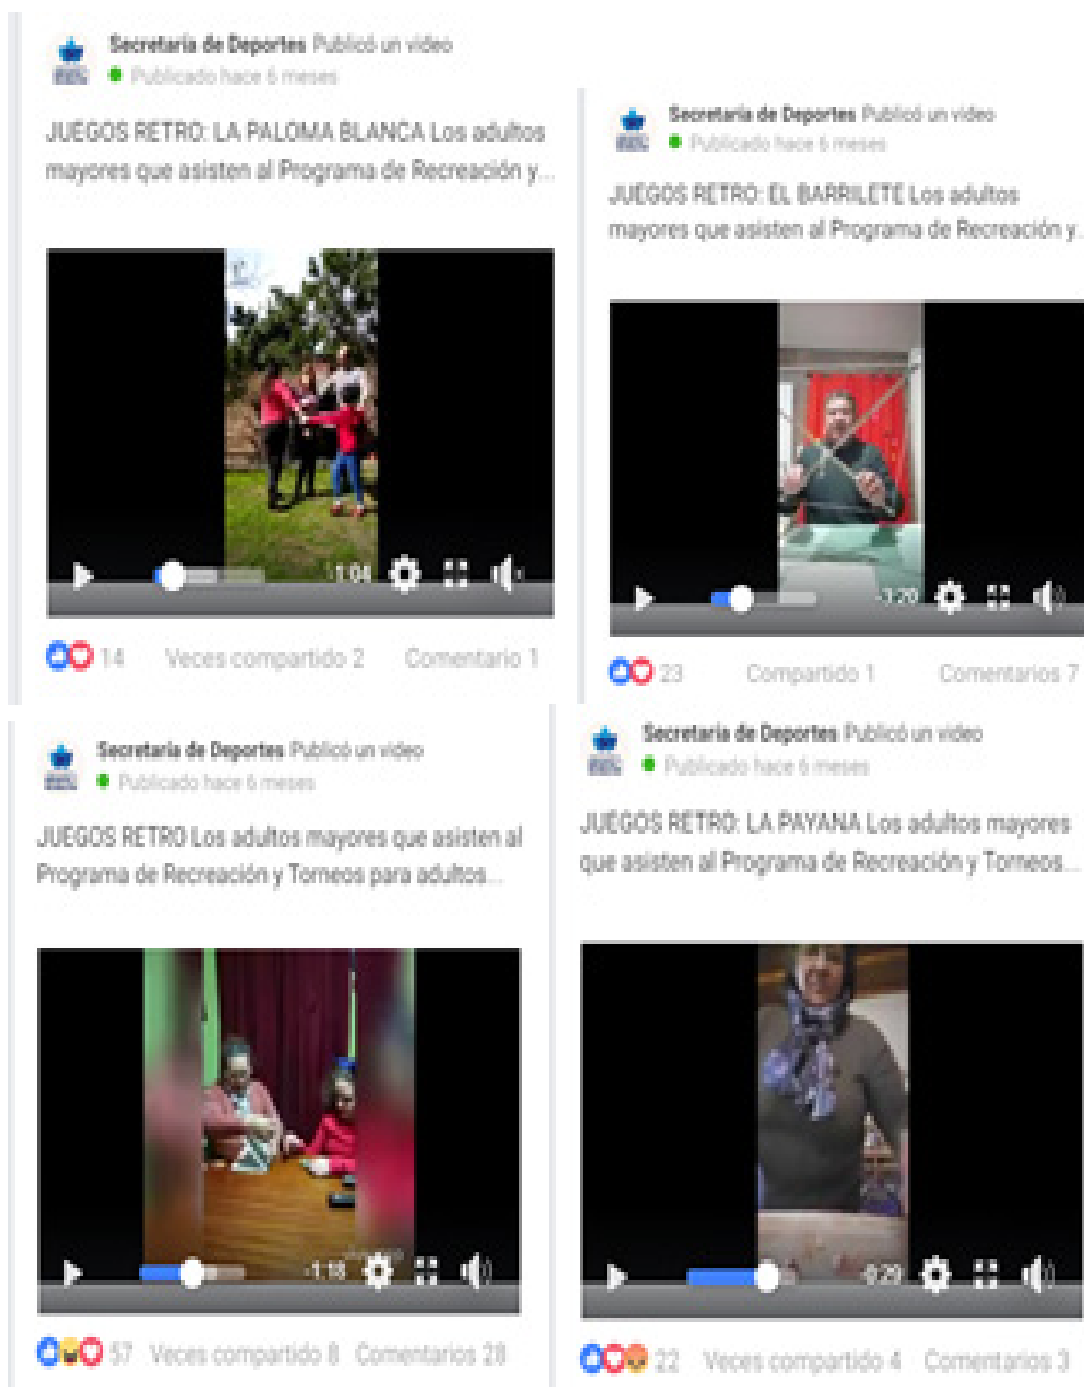 Secretaría de Deportes Publicó un video
Publicado hace 6 meses
JUEGOS RETRO: LA PALOMA BLANCA Los adultos
mayores que asisten al Programa de Recreación y...
-1:04
14 Veces compartido 2 Comentario 1
Secretaría de Deportes Publicó un video
Publicado hace 6 meses
JUEGOS RETRO: EL BARRILETE Los adultos
mayores que asisten al Programa de Recreación y.
-3:20
23 Compartido 1 Comentarios 7
Secretaría de Deportes Publicó un video
Publicado hace 6 meses
JUEGOS RETRO Los adultos mayores que asisten al
Programa de Recreación y Torneos para adultos...
-1:18
57 Veces compartido 8 Comentarios 28
Secretaría de Deportes Publicó un video
Publicado hace 6 meses
JUEGOS RETRO: LA PAYANA Los adultos mayores
que asisten al Programa de Recreación y Torneos...
-0:29
22 Veces compartido 4 Comentarios 3